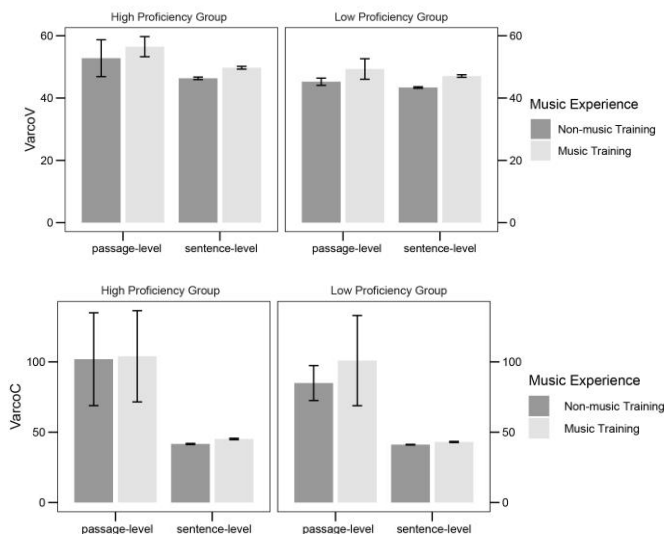 High Proficiency Group
Low Proficiency Group
60
40
20
0
VarcoV
60
40
20
0
passage-level
sentence-level
passage-level
sentence-level
Music Experience
Non-music Training
Music Training
High Proficiency Group
Low Proficiency Group
100
50
0
VarcoC
100
50
0
passage-level
sentence-level
passage-level
sentence-level
Music Experience
Non-music Training
Music Training